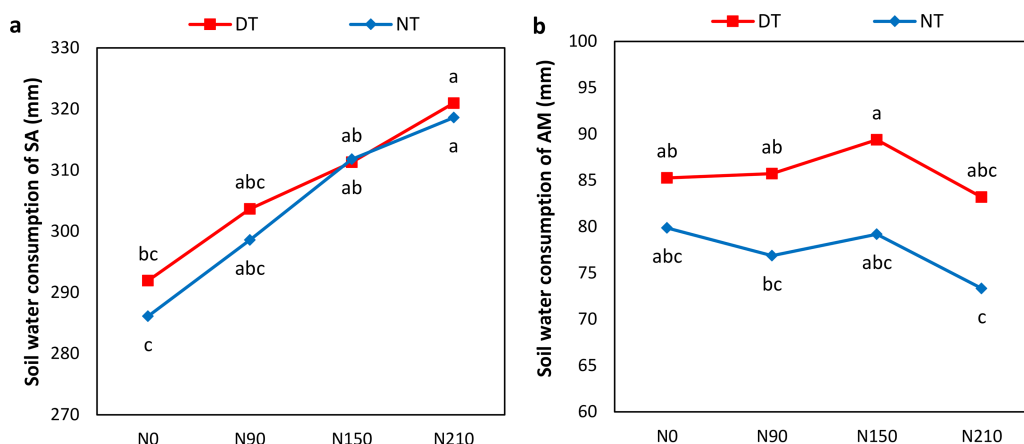 a
DT
NT
Soil water consumption of SA (mm)
330
320
310
300
290
280
270
bc
abc
ab
a
c
abc
ab
a
N0
N90
N150
N210
b
DT
NT
Soil water consumption of AM (mm)
100
95
90
85
80
75
70
65
60
ab
ab
a
abc
abc
bc
abc
c
N0
N90
N150
N210